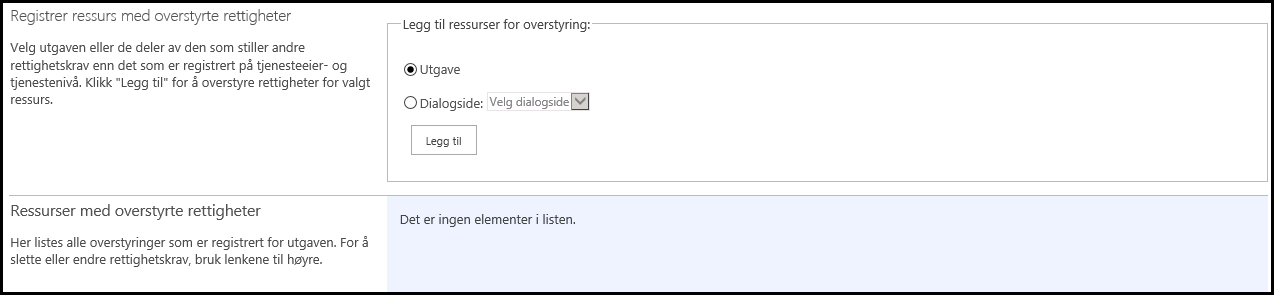 Registrer ressurs med overstyrte rettigheter
Velg utgaven eller de deler av den som stiller andre
rettighetskrav enn det som er registrert på tjenesteeier- og
tjenestenivå. Klikk "Legg til" for å overstyre rettigheter for valgt
ressurs.
Legg til ressurser for overstyring:
Utgave
Dialogside: Velg dialogside
Legg til
Ressurser med overstyrte rettigheter
Her listes alle overstyringer som er registrert for utgaven. For å
slette eller endre rettighetskrav, bruk lenkene til høyre.
Det er ingen elementer i listen.